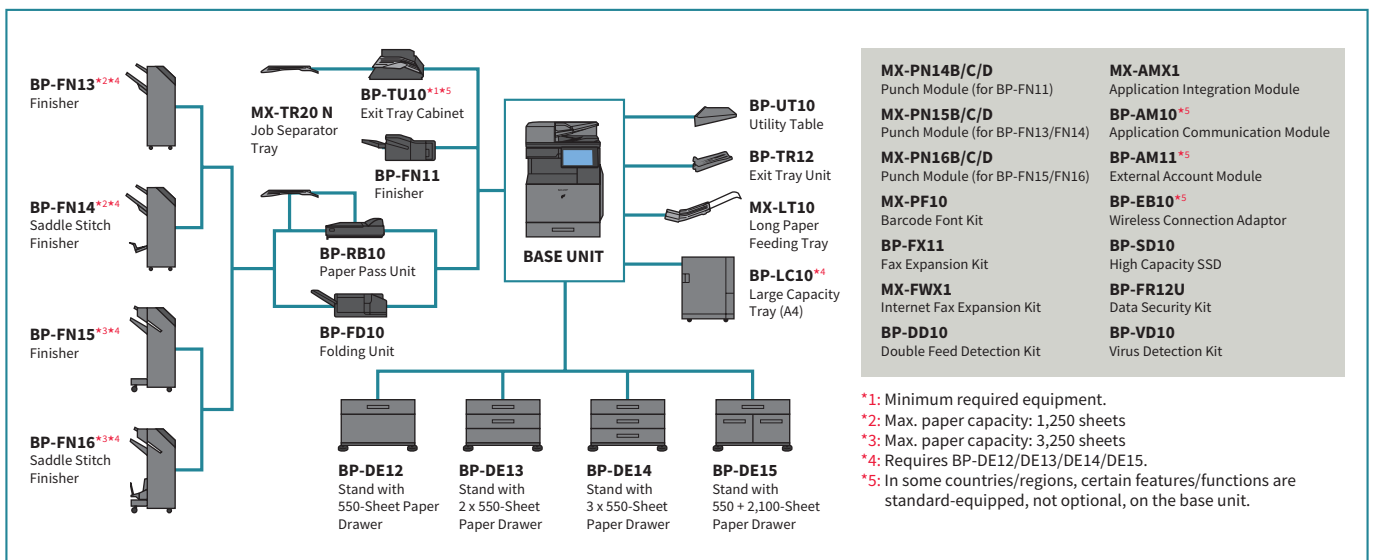 BP-FN13*2*4
Finisher
BP-FN14*2*4
Saddle Stitch
Finisher
BP-FN15*3*4
Finisher
BP-FN16*3*4
Saddle Stitch
Finisher
MX-TR20 N
Job Separator
Tray
BP-TU10*1*5
Exit Tray Cabinet
BP-FN11
Finisher
BP-RB10
Paper Pass Unit
BP-FD10
Folding Unit
BASE UNIT
BP-UT10
Utility Table
BP-TR12
Exit Tray Unit
MX-LT10
Long Paper
Feeding Tray
BP-LC10*4
Large Capacity
Tray (A4)
BP-DE12
Stand with
550-Sheet Paper
Drawer
BP-DE13
Stand with
2 x 550-Sheet
Paper Drawer
BP-DE14
Stand with
3 x 550-Sheet
Paper Drawer
BP-DE15
Stand with
550 + 2,100-Sheet
Paper Drawer
MX-PN14B/C/D
Punch Module (for BP-FN11)
MX-PN15B/C/D
Punch Module (for BP-FN13/FN14)
MX-PN16B/C/D
Punch Module (for BP-FN15/FN16)
MX-PF10
Barcode Font Kit
BP-FX11
Fax Expansion Kit
MX-FWX1
Internet Fax Expansion Kit
BP-DD10
Double Feed Detection Kit
MX-AMX1
Application Integration Module
BP-AM10*5
Application Communication Module
BP-AM11*5
External Account Module
BP-EB10*5
Wireless Connection Adaptor
BP-SD10
High Capacity SSD
BP-FR12U
Data Security Kit
BP-VD10
Virus Detection Kit
*1: Minimum required equipment.
*2: Max. paper capacity: 1,250 sheets
*3: Max. paper capacity: 3,250 sheets
*4: Requires BP-DE12/DE13/DE14/DE15.
*5: In some countries/regions, certain features/functions are
standard-equipped, not optional, on the base unit.